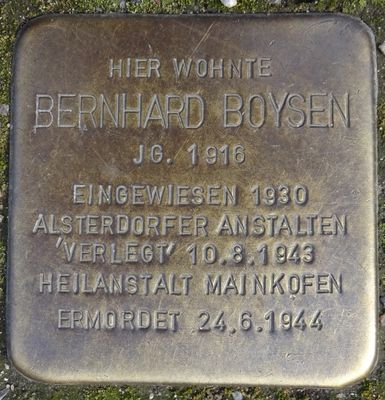 HIER WOHNTE
BERNHARD BOYSEN
JG. 1916
EINGEWIESEN 1930
ALSTERDORFER ANSTALTEN
'VERLEGT' 10.8.1943
HEILANSTALT MAINKOFEN
ERMORDET 24.6.1944